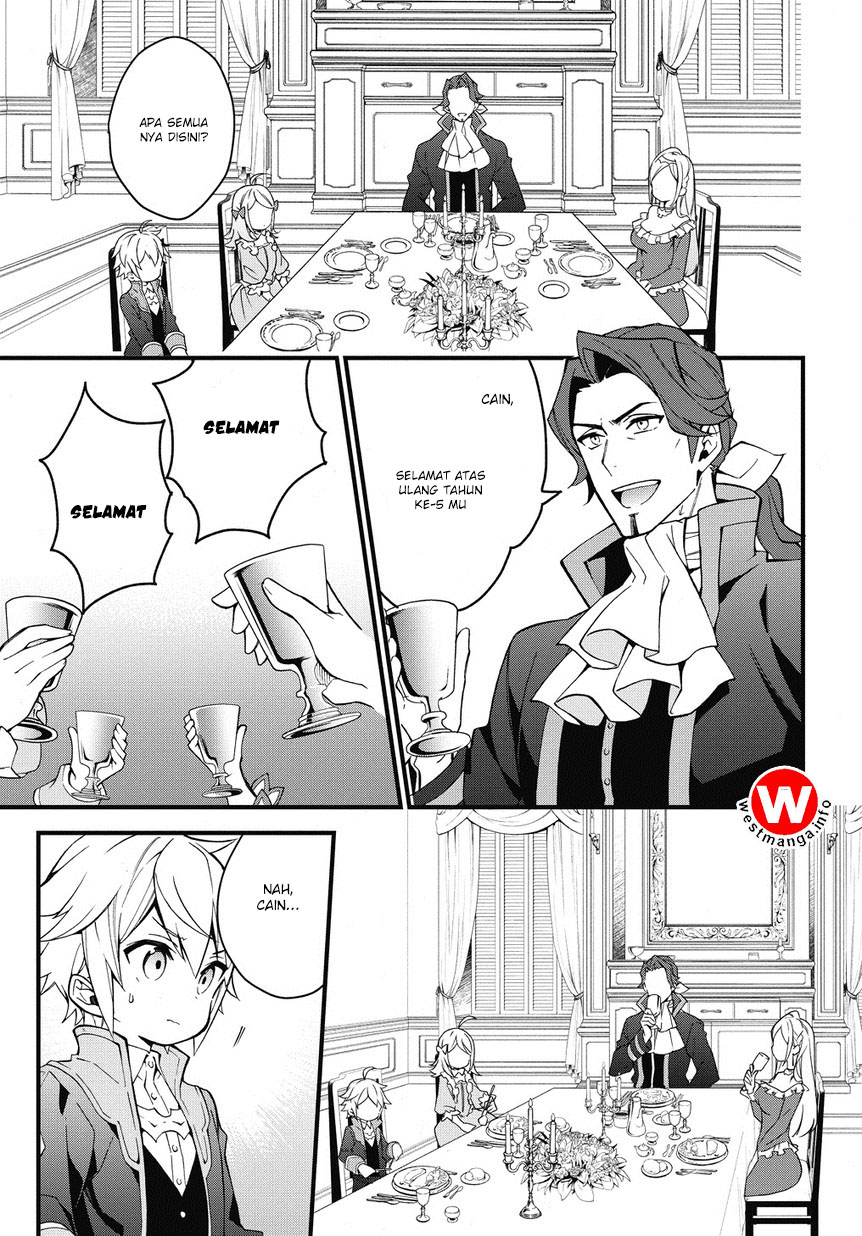 APA SEMUA
NYA DISINI?
CAIN,
SELAMAT ATAS
ULANG TAHUN
KE-5 MU
SELAMAT
SELAMAT
W
westmanga.info
NAH,
CAIN...